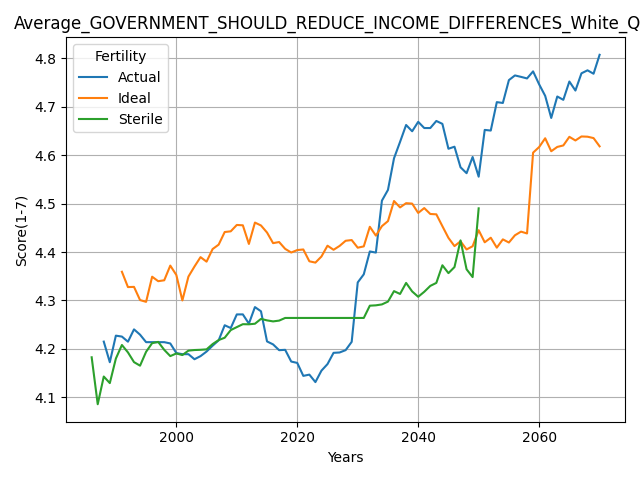 Average_GOVERNMENT_SHOULD_REDUCE_INCOME_DIFFERENCES_White_Q
Fertility
Actual
Ideal
Sterile
Score(1-7)
4.8
4.7
4.6
4.5
4.4
4.3
4.2
4.1
2000 2020 2040 2060
Years